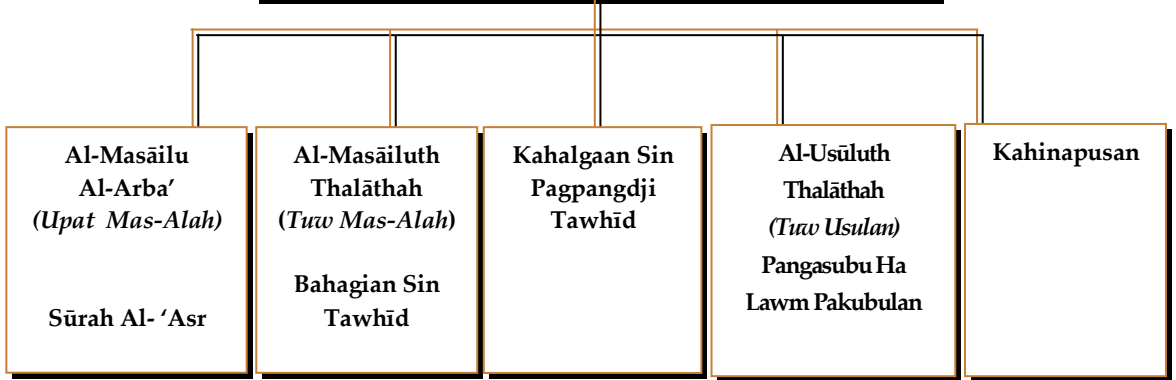 Al-Masāilu
Al-Arba’
(Upat Mas-Alah)
Sūrah Al- ‘Asr
Al-Masāiluth
Thalāthah
(Tuw Mas-Alah)
Bahagian Sin
Tawhīd
Kahalgaan Sin
Pagpangdji
Tawhīd
Al-Usūluth
Thalāthah
(Tuw Usulan)
Pangasubu Ha
Lawm Pakubulan
Kahinapusan